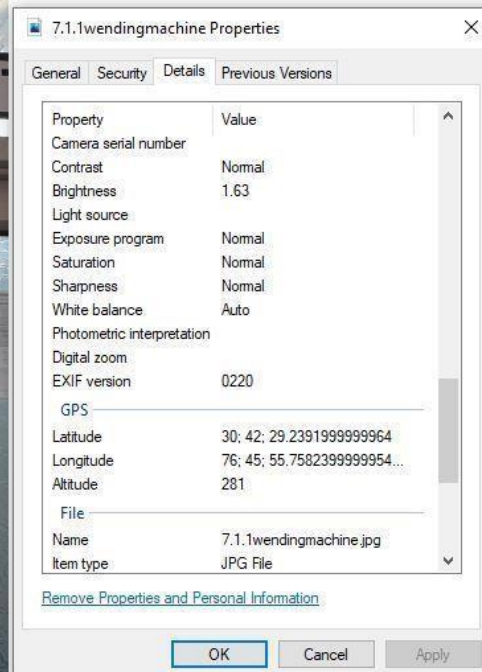 7.1.1wendingmachine Properties
General Security Details Previous Versions
Property Value
Camera serial number
Contrast Normal
Brightness 1.63
Light source
Exposure program Normal
Saturation Normal
Sharpness Normal
White balance Auto
Photometric interpretation
Digital zoom
EXIF version 0220
GPS
Latitude 30; 42; 29.2391999999964
Longitude 76; 45; 55.7582399999954...
Altitude 281
File
Name 7.1.1wendingmachine.jpg
Item type JPG File
Remove Properties and Personal Information
OK Cancel Apply